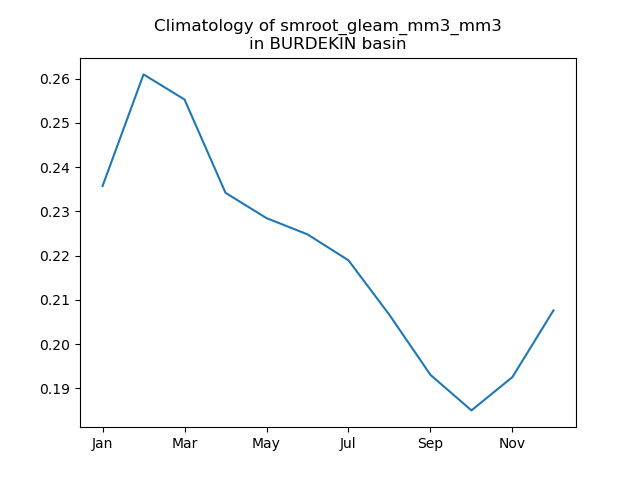 Climatology of smroot_gleam_mm3_mm3
in BURDEKIN basin
0.26
0.25
0.24
0.23
0.22
0.21
0.20
0.19
Jan Mar May Jul Sep Nov